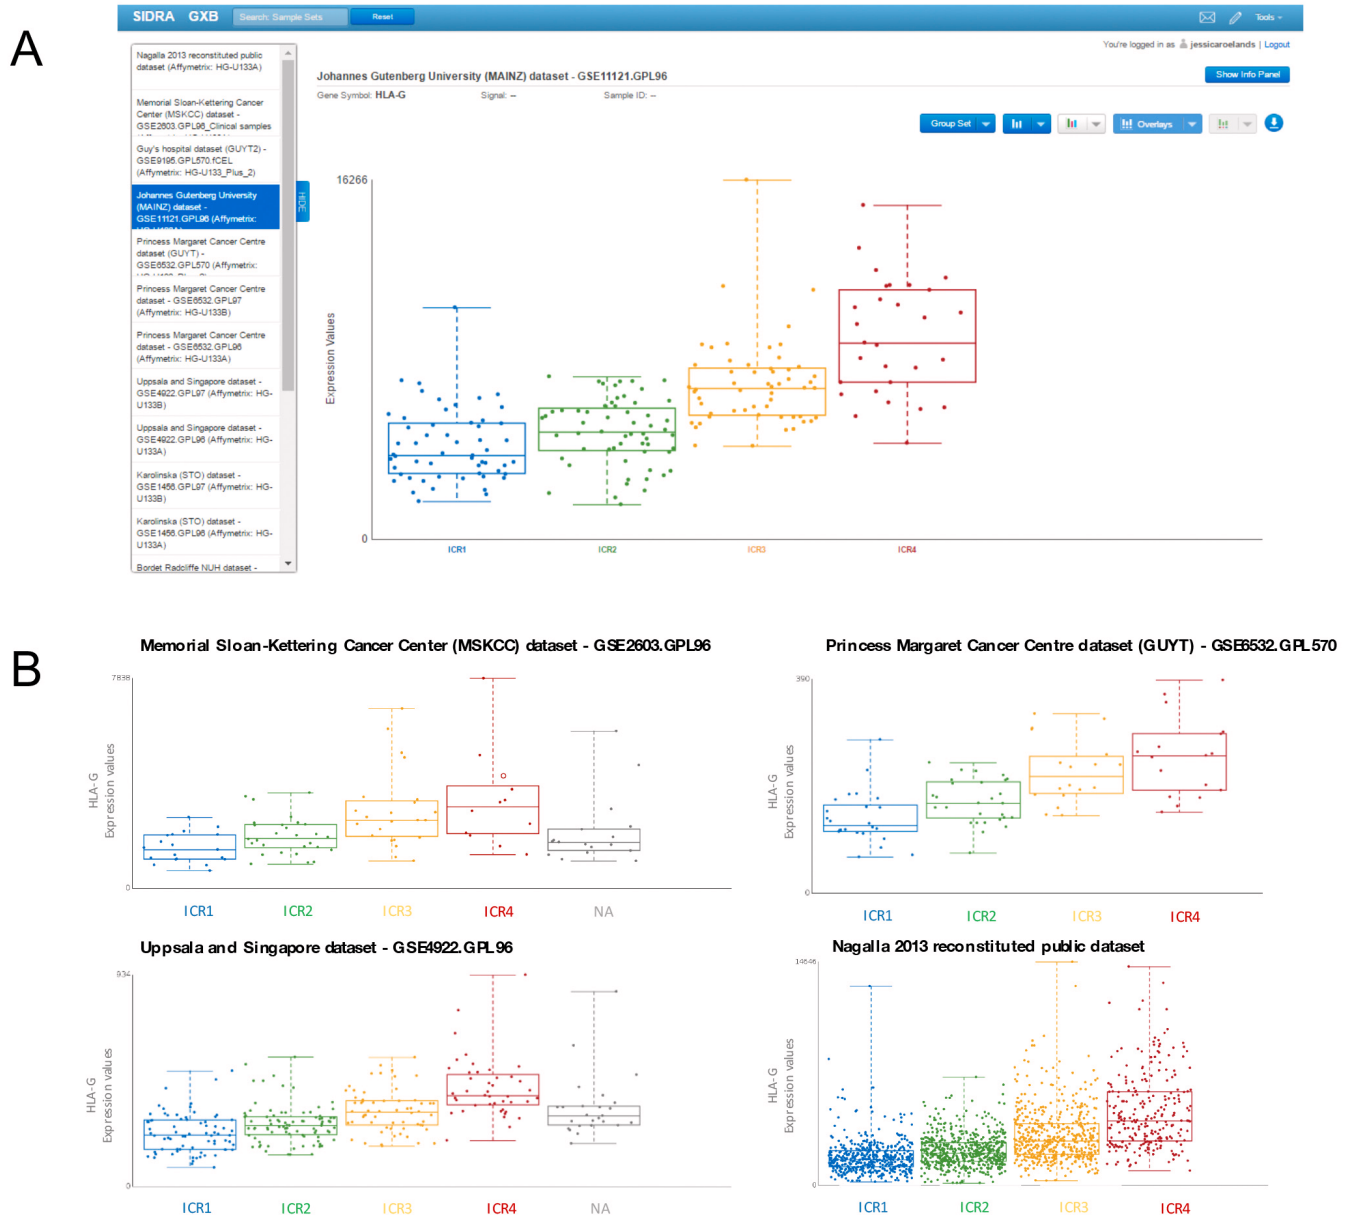 A
SIDRA GXB
Search: Sample Sets
Reset
Tools
You're logged in as jessicaroelands | Logout
Nagalla 2013 reconstituted public
dataset (Affymetrix: HG-U133A)
Memorial Sloan-Kettering Cancer
Center (MSKCC) dataset -
GSE2603.GPL96_Clinical samples
Guy's hospital dataset (GUYT2) -
GSE9195.GPL570.fCEL
(Affymetrix: HG-U133_Plus_2)
Johannes Gutenberg University
(MAINZ) dataset -
GSE11121.GPL96 (Affymetrix:
Princess Margaret Cancer Centre
dataset (GUYT) -
GSE6532.GPL570 (Affymetrix:
Princess Margaret Cancer Centre
dataset - GSE6532.GPL97
(Affymetrix: HG-U133B)
Princess Margaret Cancer Centre
dataset - GSE6532.GPL96
(Affymetrix: HG-U133A)
Uppsala and Singapore dataset -
GSE4922.GPL97 (Affymetrix: HG-
U133B)
Uppsala and Singapore dataset -
GSE4922.GPL96 (Affymetrix: HG-
U133A)
Karolinska (STO) dataset -
GSE1456.GPL97 (Affymetrix: HG-
U133B)
Karolinska (STO) dataset -
GSE1456.GPL96 (Affymetrix: HG-
U133A)
Bordet Radcliffe NUH dataset -
HIDE
Johannes Gutenberg University (MAINZ) dataset - GSE11121.GPL96
Show Info Panel
Gene Symbol: HLA-G Signal: -- Sample ID: --
Group Set
Overlays
16266
Expression Values
0
ICR1 ICR2 ICR3 ICR4
B
Memorial Sloan-Kettering Cancer Center (MSKCC) dataset - GSE2603.GPL96
7838
HLA-G
Expression values
0
ICR1 ICR2 ICR3 ICR4 NA
Princess Margaret Cancer Centre dataset (GUYT) - GSE6532.GPL570
390
HLA-G
Expression values
0
ICR1 ICR2 ICR3 ICR4
Uppsala and Singapore dataset - GSE4922.GPL96
934
HLA-G
Expression values
0
ICR1 ICR2 ICR3 ICR4 NA
Nagalla 2013 reconstituted public dataset
14646
HLA-G
Expression values
0
ICR1 ICR2 ICR3 ICR4